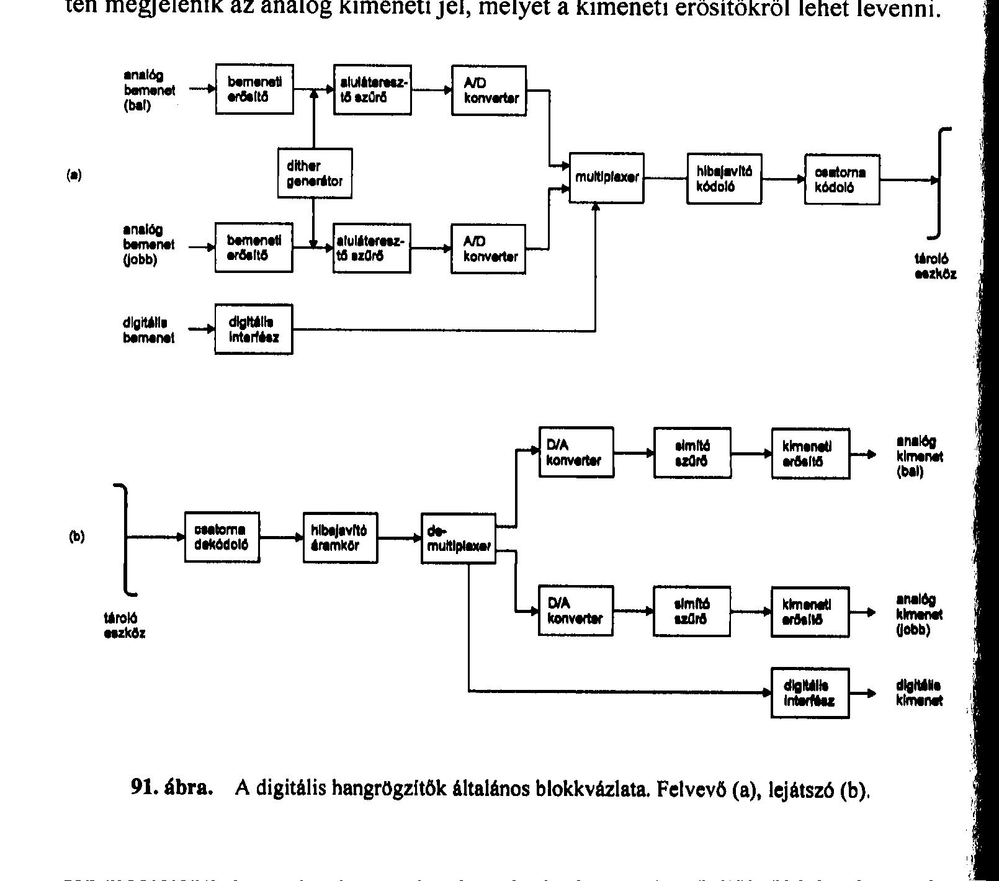 ten megjelenik az analóg kimeneti jel, melyet a kimeneti erősítőkről lehet levenni.
analóg
bemenet
(bal)
bemeneti
erősítő
aluláteresz-
tő szűrő
A/D
konverter
dither
generátor
(a)
multiplexer
hibajavító
kódoló
csatorna
kódoló
analóg
bemenet
(jobb)
bemeneti
erősítő
aluláteresz-
tő szűrő
A/D
konverter
tároló
eszköz
digitális
bemenet
digitális
interfész
D/A
konverter
simító
szűrő
kimeneti
erősítő
analóg
kimenet
(bal)
(b)
csatorna
dekódoló
hibajavító
áramkör
de-
multiplexer
tároló
eszköz
D/A
konverter
simító
szűrő
kimeneti
erősítő
analóg
kimenet
(jobb)
digitális
interfész
digitális
kimenet
91. ábra. A digitális hangrögzítők általános blokkvázlata. Felvevő (a), lejátszó (b).